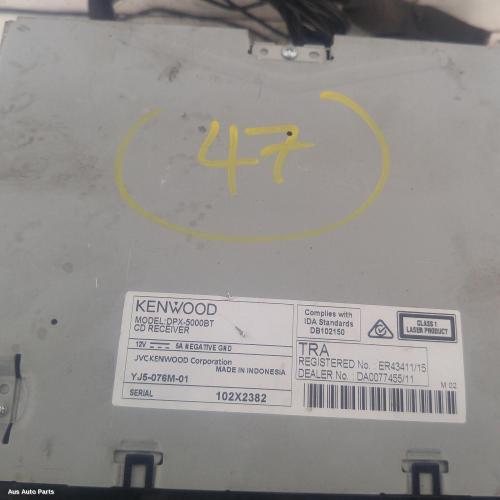 47
KENWOOD
MODEL:DPX-5000BT
CD RECEIVER
12V 5A NEGATIVE GND
JVCKENWOOD Corporation
MADE IN INDONESIA
YJ5-076M-01
SERIAL 102X2382
Complies with
IDA Standards
DB102150
CLASS 1
LASER PRODUCT
TRA
REGISTERED No. : ER43411/15
DEALER No. : DA0077455/11
M 02
Aus Auto Parts